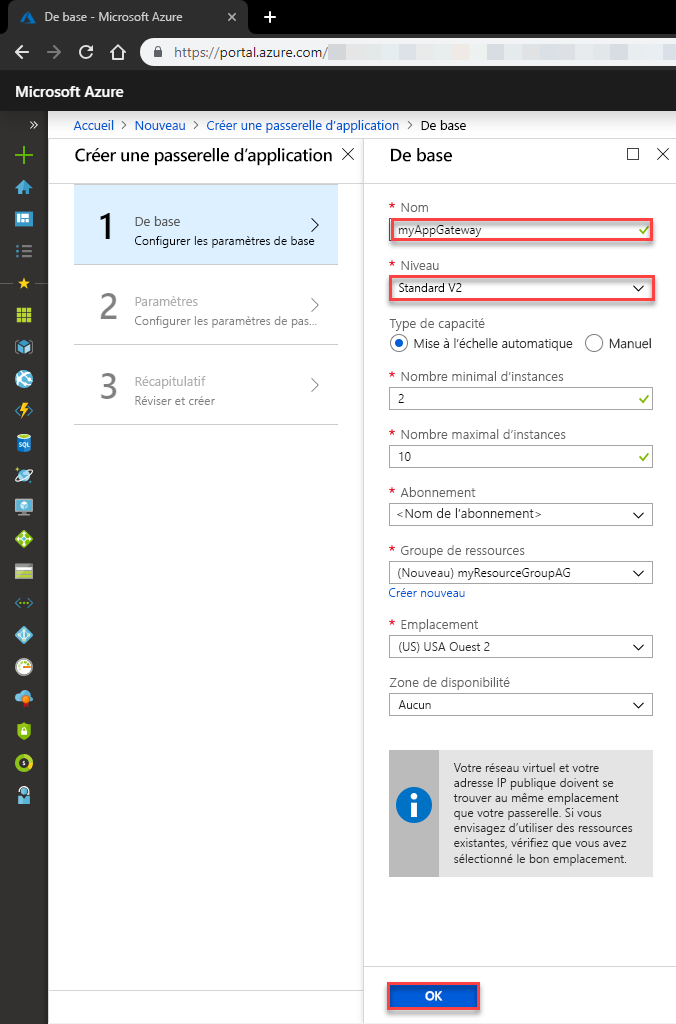 De base - Microsoft Azure
https://portal.azure.com/
Microsoft Azure
Accueil > Nouveau > Créer une passerelle d’application > De base
Créer une passerelle d’application
1
De base
Configurer les paramètres de base
2
Paramètres
Configurer les paramètres de pas...
3
Récapitulatif
Réviser et créer
De base
* Nom
myAppGateway
* Niveau
Standard V2
Type de capacité
Mise à l’échelle automatique
Manuel
* Nombre minimal d’instances
2
* Nombre maximal d’instances
10
* Abonnement
<Nom de l’abonnement>
* Groupe de ressources
(Nouveau) myResourceGroupAG
Créer nouveau
* Emplacement
(US) USA Ouest 2
Zone de disponibilité
Aucun
Votre réseau virtuel et votre
adresse IP publique doivent se
trouver au même emplacement
que votre passerelle. Si vous
envisagez d’utiliser des ressources
existantes, vérifiez que vous avez
sélectionné le bon emplacement.
OK
SQL